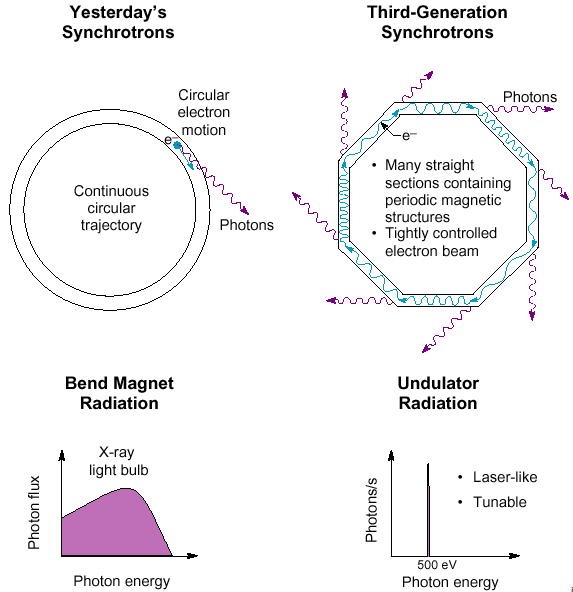 Yesterday's
Synchrotrons
Circular
electron
motion
e–
Continuous
circular
trajectory
Photons
Third-Generation
Synchrotrons
Photons
e–
• Many straight
sections containing
periodic magnetic
structures
• Tightly controlled
electron beam
Bend Magnet
Radiation
X-ray
light bulb
Photon flux
Photon energy
Undulator
Radiation
Photons/s
• Laser-like
• Tunable
500 eV
Photon energy